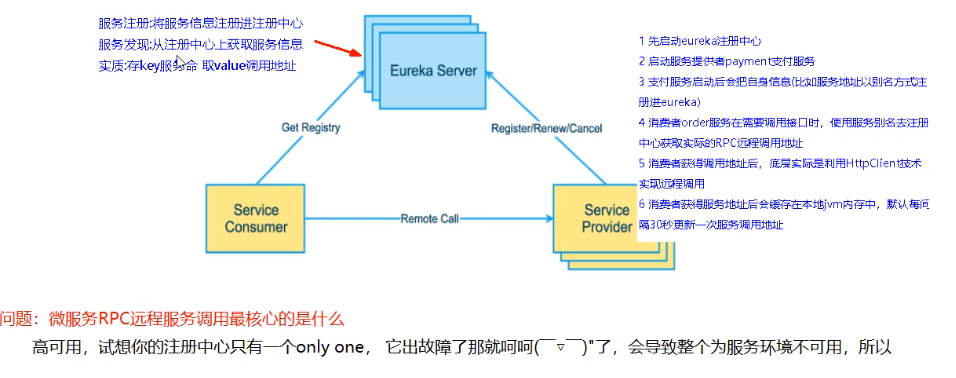 服务注册:将服务信息注册进注册中心
服务发现:从注册中心上获取服务信息
实质:存key服务命 取value调用地址
Eureka Server
Get Registry
Register/Renew/Cancel
Service
Consumer
Remote Call
Service
Provider
1 先启动eureka注册中心
2 启动服务提供者payment支付服务
3 支付服务启动后会把自身信息(比如服务地址以别名方式注
册进eureka)
4 消费者order服务在需要调用接口时，使用服务别名去注册
中心获取实际的RPC远程调用地址
5 消费者获得调用地址后，底层实际是利用HttpClient技术
实现远程调用
6 消费者获得服务地址后会缓存在本地jvm内存中，默认每间
隔30秒更新一次服务调用地址
问题：微服务RPC远程服务调用最核心的是什么
高可用，试想你的注册中心只有一个only one， 它出故障了那就呵呵(￣▽￣)"了，会导致整个为服务环境不可用，所以